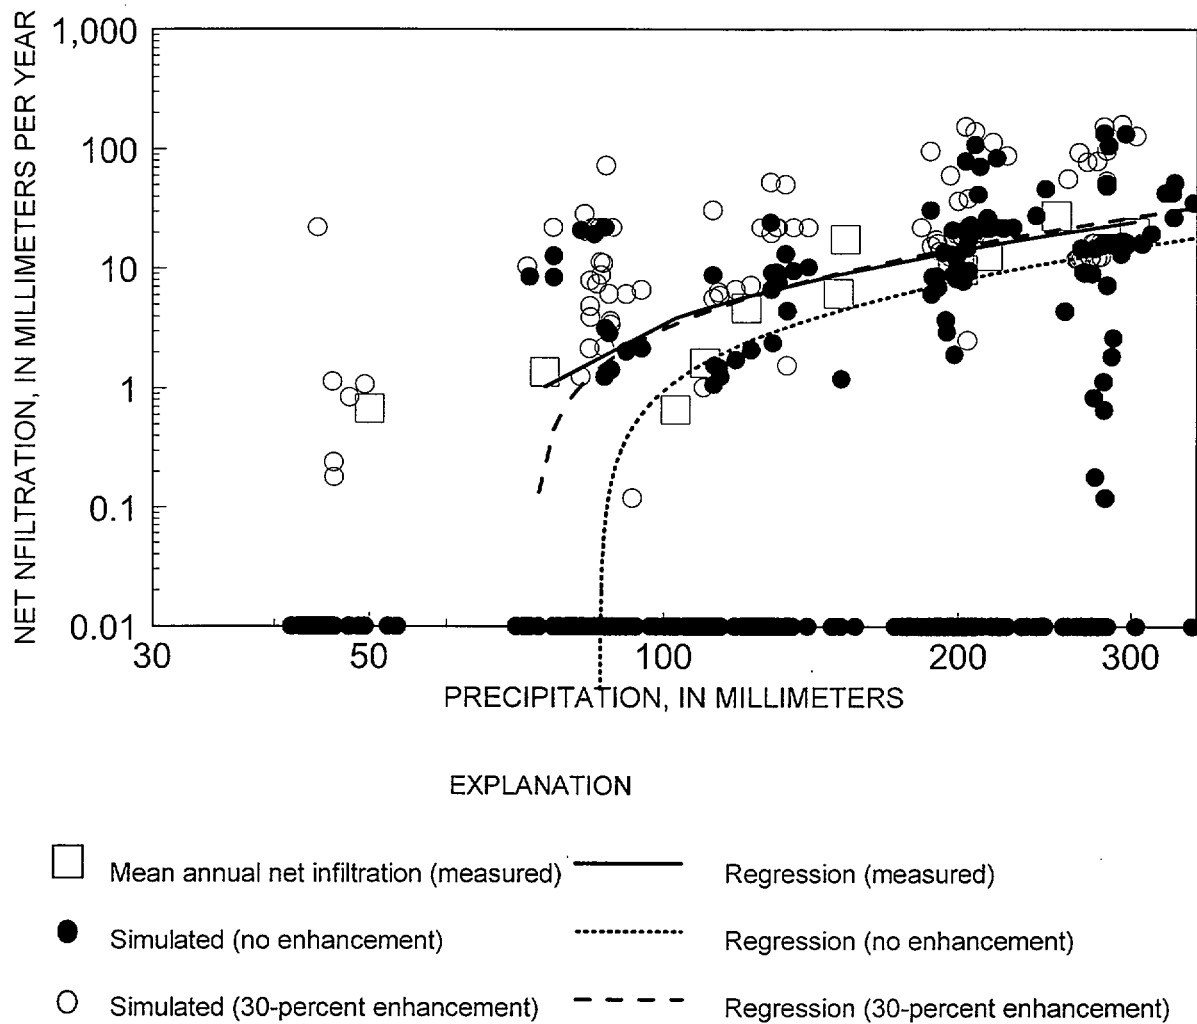 NET NFILTRATION, IN MILLIMETERS PER YEAR
1,000
100
10
1
0.1
0.01
30
50
100
200
300
PRECIPITATION, IN MILLIMETERS
EXPLANATION
Mean annual net infiltration (measured)
Regression (measured)
Simulated (no enhancement)
Regression (no enhancement)
Simulated (30-percent enhancement)
Regression (30-percent enhancement)